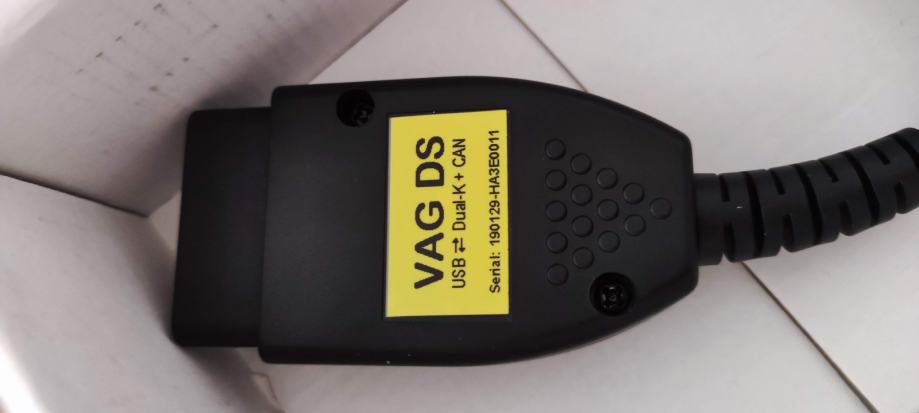 VAG DS
USB ⇄ Dual-K + CAN
Serial: 190129-HA3E0011